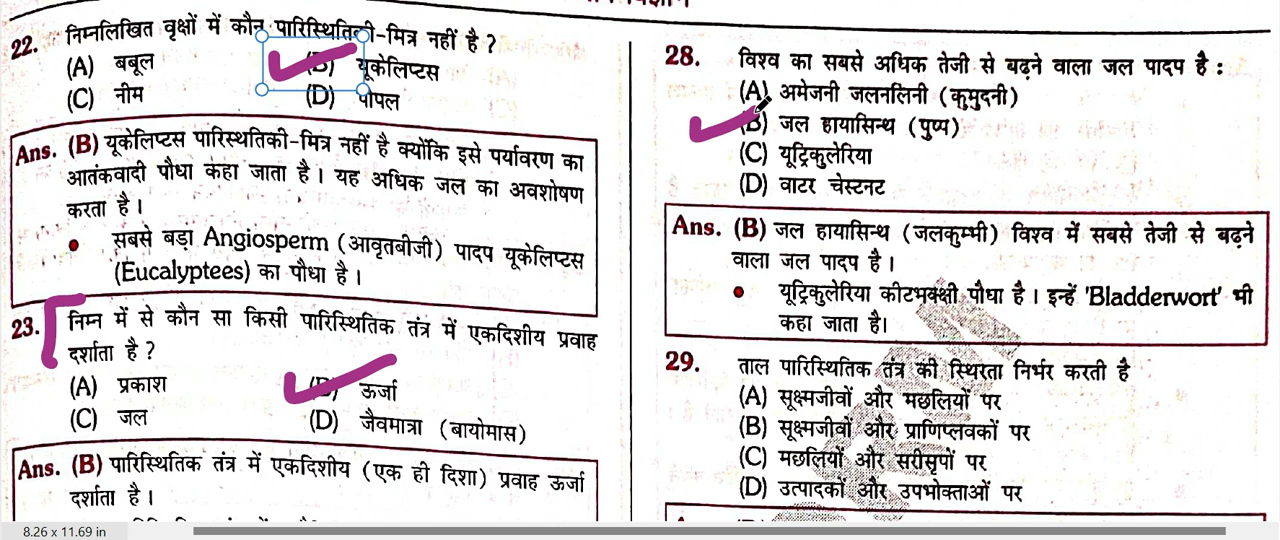 22. निम्नलिखित वृक्षों में कौन पारिस्थितिकी-मित्र नहीं है ?
(A) बबूल (B) यूकेलिप्टस
(C) नीम (D) पीपल
Ans. (B) यूकेलिप्टस पारिस्थितिकी-मित्र नहीं है क्योंकि इसे पर्यावरण का
आतंकवादी पौधा कहा जाता है। यह अधिक जल का अवशोषण
करता है।
• सबसे बड़ा Angiosperm (आवृतबीजी) पादप यूकेलिप्टस
(Eucalyptees) का पौधा है।
23. निम्न में से कौन सा किसी पारिस्थितिक तंत्र में एकदिशीय प्रवाह
दर्शाता है ?
(A) प्रकाश (B) ऊर्जा
(C) जल (D) जैवमात्रा (बायोमास)
Ans. (B) पारिस्थितिक तंत्र में एकदिशीय (एक ही दिशा) प्रवाह ऊर्जा
दर्शाता है।
28. विश्व का सबसे अधिक तेजी से बढ़ने वाला जल पादप है :
(A) अमेजनी जलनलिनी (कुमुदनी)
(B) जल हायासिन्थ (पुष्प)
(C) यूट्रिकुलेरिया
(D) वाटर चेस्टनट
Ans. (B) जल हायासिन्थ (जलकुम्भी) विश्व में सबसे तेजी से बढ़ने
वाला जल पादप है।
• यूट्रिकुलेरिया कीटभक्क्षी पौधा है। इन्हें 'Bladderwort' भी
कहा जाता है।
29. ताल पारिस्थितिक तंत्र की स्थिरता निर्भर करती है
(A) सूक्ष्मजीवों और मछलियों पर
(B) सूक्ष्मजीवों और प्राणिप्लवकों पर
(C) मछलियों और सरीसृपों पर
(D) उत्पादकों और उपभोक्ताओं पर
8.26 x 11.69 in